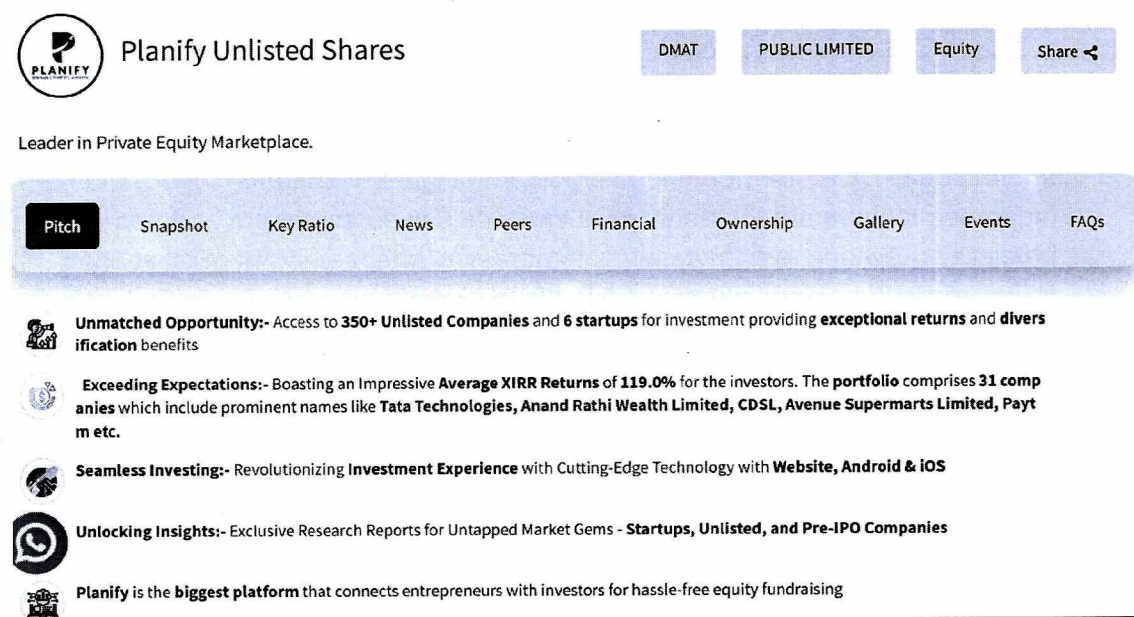 PLANIFY
Planify Unlisted Shares
DMAT
PUBLIC LIMITED
Equity
Share
Leader in Private Equity Marketplace.
Pitch
Snapshot
Key Ratio
News
Peers
Financial
Ownership
Gallery
Events
FAQs
Unmatched Opportunity:- Access to 350+ Unlisted Companies and 6 startups for investment providing exceptional returns and divers
ification benefits
Exceeding Expectations:- Boasting an Impressive Average XIRR Returns of 119.0% for the investors. The portfolio comprises 31 comp
anies which include prominent names like Tata Technologies, Anand Rathi Wealth Limited, CDSL, Avenue Supermarts Limited, Payt
m etc.
Seamless Investing:- Revolutionizing Investment Experience with Cutting-Edge Technology with Website, Android & iOS
Unlocking Insights:- Exclusive Research Reports for Untapped Market Gems - Startups, Unlisted, and Pre-IPO Companies
Planify is the biggest platform that connects entrepreneurs with investors for hassle-free equity fundraising